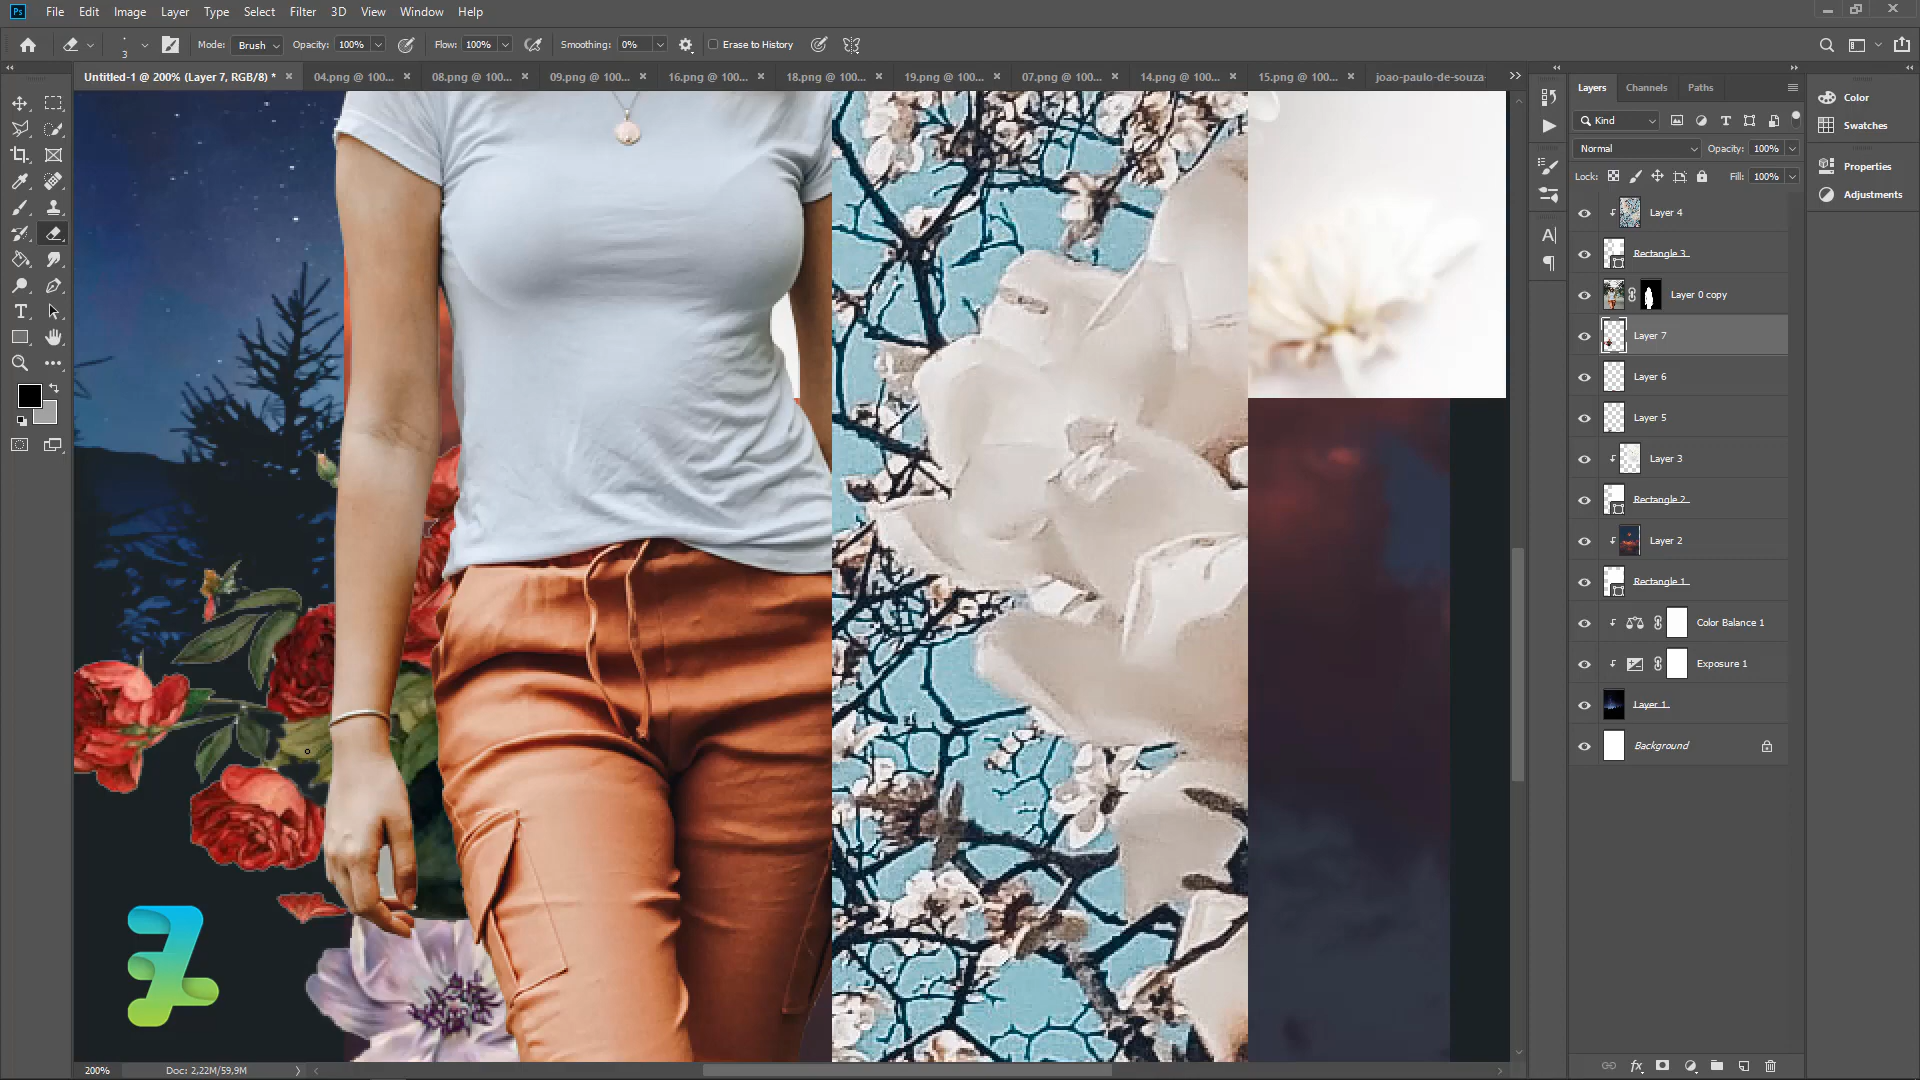 Ps File Edit Image Layer Type Select Filter 3D View Window Help
3 Mode: Brush Opacity: 100% Flow: 100% Smoothing: 0% Erase to History
Untitled-1 @ 200% (Layer 7, RGB/8) * × 04.png @ 100... × 08.png @ 100... × 09.png @ 100... × 16.png @ 100... × 18.png @ 100... × 19.png @ 100... × 07.png @ 100... × 14.png @ 100... × 15.png @ 100... × joao-paulo-de-souza-
Layers Channels Paths
Kind
Normal Opacity: 100%
Lock: Fill: 100%
Layer 4
Rectangle 3
Layer 0 copy
Layer 7
Layer 6
Layer 5
Layer 3
Rectangle 2
Layer 2
Rectangle 1
Color Balance 1
Exposure 1
Layer 1
Background
Color
Swatches
Properties
Adjustments
200% Doc: 2,22M/59,9M